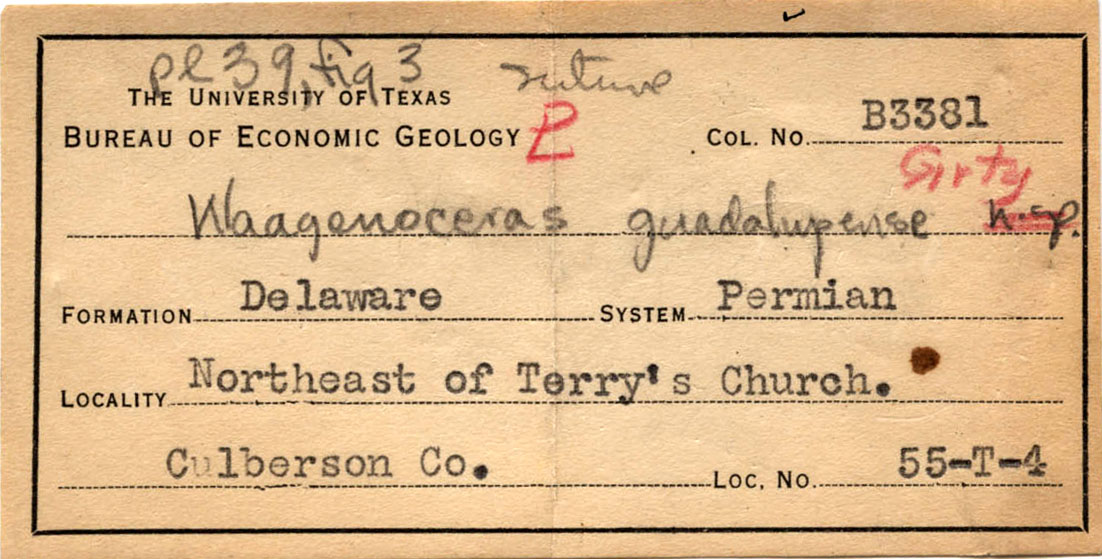 pl 39, fig 3 suture
THE UNIVERSITY OF TEXAS
BUREAU OF ECONOMIC GEOLOGY P COL. NO. B3381
Girty
Waagenoceras guadalupense n.sp.
FORMATION Delaware SYSTEM Permian
LOCALITY Northeast of Terry's Church.
Culberson Co. LOC. NO. 55-T-4